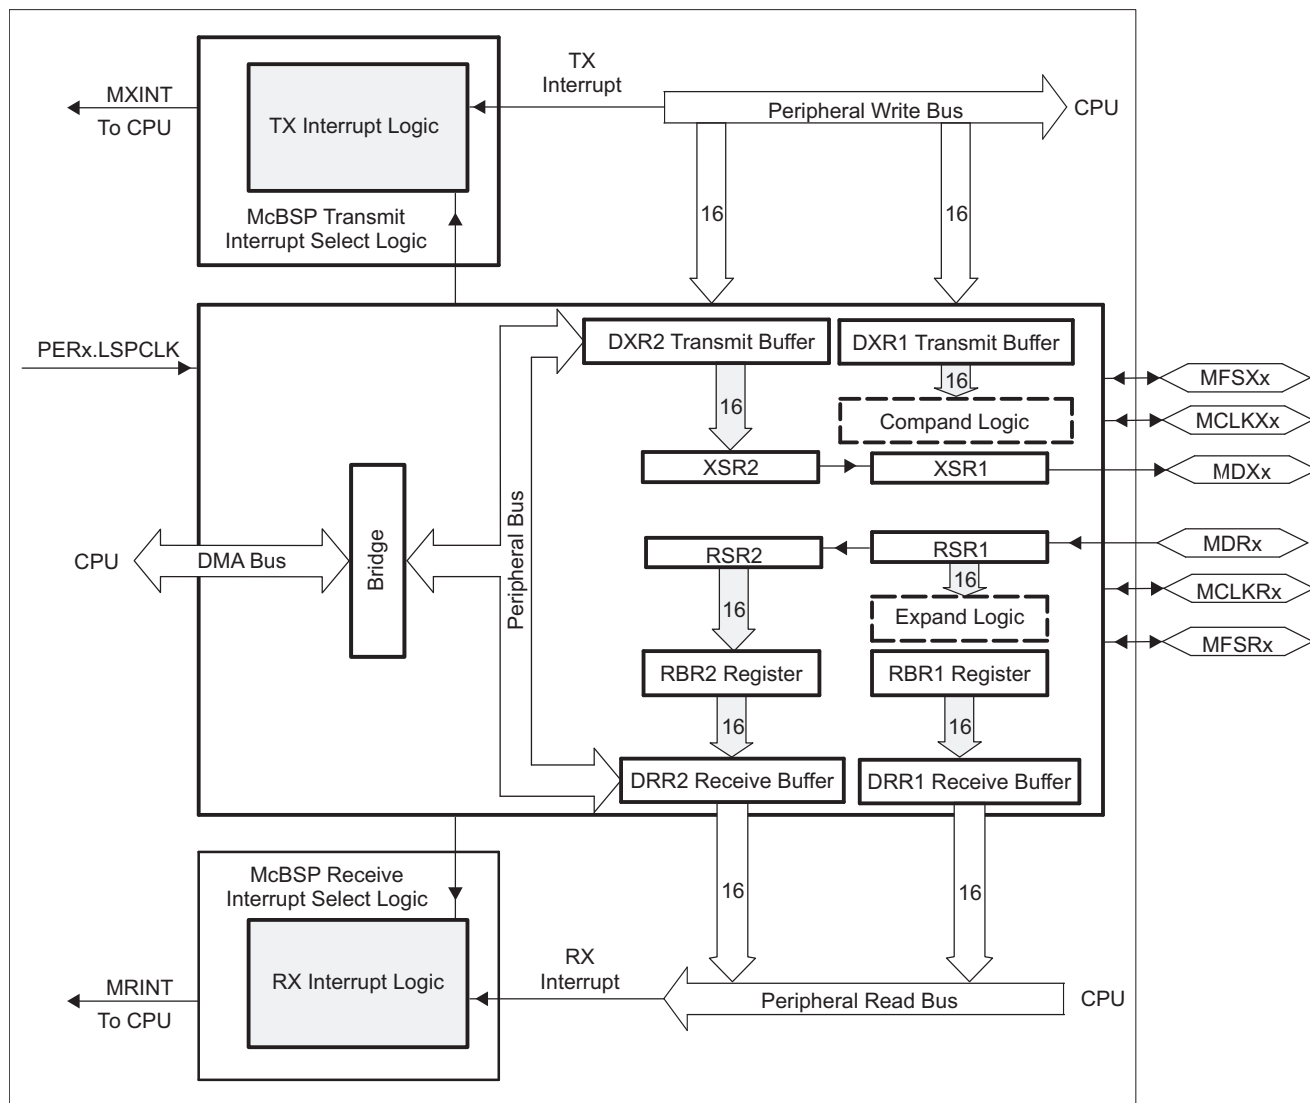 TX
Interrupt
MXINT
To CPU
TX Interrupt Logic
Peripheral Write Bus
CPU
McBSP Transmit
Interrupt Select Logic
16
16
PERx.LSPCLK
DXR2 Transmit Buffer
DXR1 Transmit Buffer
MFSXx
16
16
Compand Logic
MCLKXx
XSR2
XSR1
MDXx
CPU
DMA Bus
Bridge
Peripheral Bus
RSR2
RSR1
MDRx
16
16
Expand Logic
MCLKRx
MFSRx
RBR2 Register
RBR1 Register
16
16
DRR2 Receive Buffer
DRR1 Receive Buffer
McBSP Receive
Interrupt Select Logic
16
16
RX Interrupt Logic
RX
Interrupt
MRINT
To CPU
Peripheral Read Bus
CPU